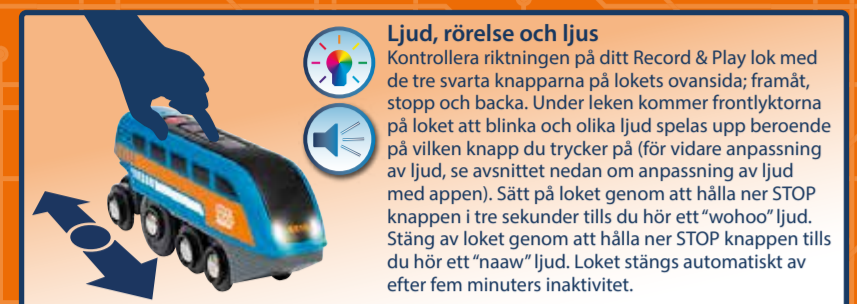 Ljud, rörelse och ljus
Kontrollera riktningen på ditt Record & Play lok med
de tre svarta knapparna på lokets ovansida; framåt,
stopp och backa. Under leken kommer frontlyktorna
på loket att blinka och olika ljud spelas upp beroende
på vilken knapp du trycker på (för vidare anpassning
av ljud, se avsnittet nedan om anpassning av ljud
med appen). Sätt på loket genom att hålla ner STOP
knappen i tre sekunder tills du hör ett “wohoo” ljud.
Stäng av loket genom att hålla ner STOP knappen tills
du hör ett “naaw” ljud. Loket stängs automatiskt av
efter fem minuters inaktivitet.